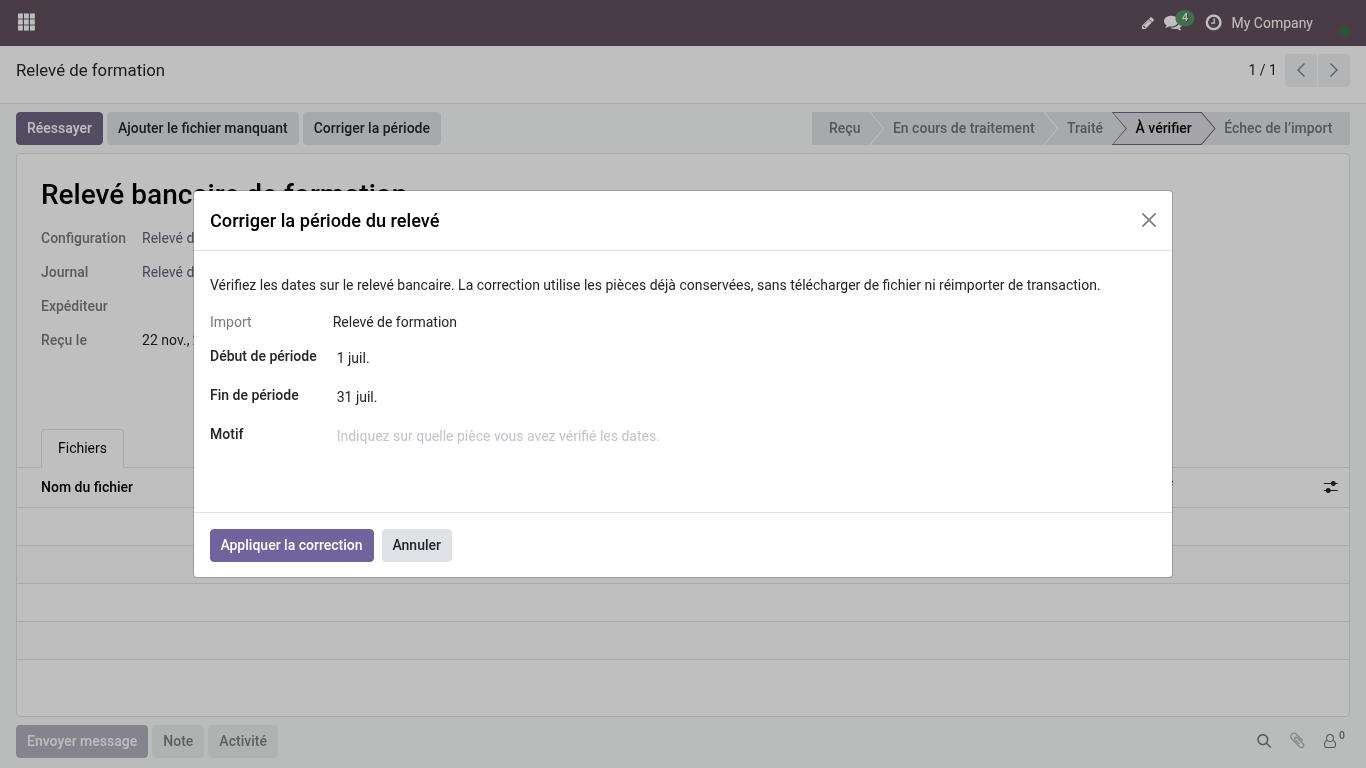 4
My Company
Relevé de formation
1 / 1
Réessayer
Ajouter le fichier manquant
Corriger la période
Reçu
En cours de traitement
Traité
À vérifier
Échec de l'import
Relevé bancaire de formation
Configuration
Relevé d
Journal
Relevé d
Expéditeur
Reçu le
22 nov.,
Corriger la période du relevé
Vérifiez les dates sur le relevé bancaire. La correction utilise les pièces déjà conservées, sans télécharger de fichier ni réimporter de transaction.
Import
Relevé de formation
Début de période
1 juil.
Fin de période
31 juil.
Motif
Indiquez sur quelle pièce vous avez vérifié les dates.
Appliquer la correction
Annuler
Fichiers
Nom du fichier
Envoyer message
Note
Activité
0